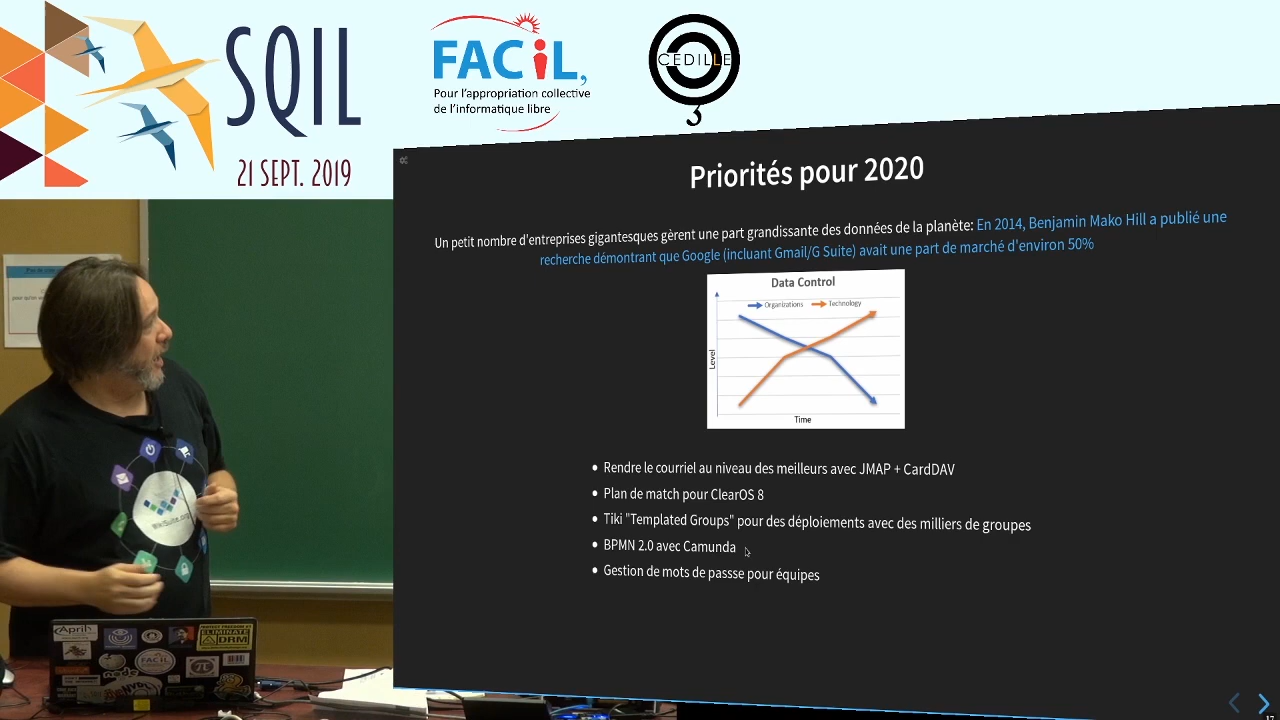 SQIL
21 SEPT. 2019
FACiL,
Pour l'appropriation collective
de l'informatique libre
CEDILLE
Priorités pour 2020
Un petit nombre d'entreprises gigantesques gèrent une part grandissante des données de la planète: En 2014, Benjamin Mako Hill a publié une
recherche démontrant que Google (incluant Gmail/G Suite) avait une part de marché d'environ 50%
Data Control
Organizations Technology
Level
Time
Rendre le courriel au niveau des meilleurs avec JMAP + CardDAV
Plan de match pour ClearOS 8
Tiki "Templated Groups" pour des déploiements avec des milliers de groupes
BPMN 2.0 avec Camunda
Gestion de mots de passse pour équipes
WikiSuite.org
April
ELIMINATE
DRM
FACIL
node